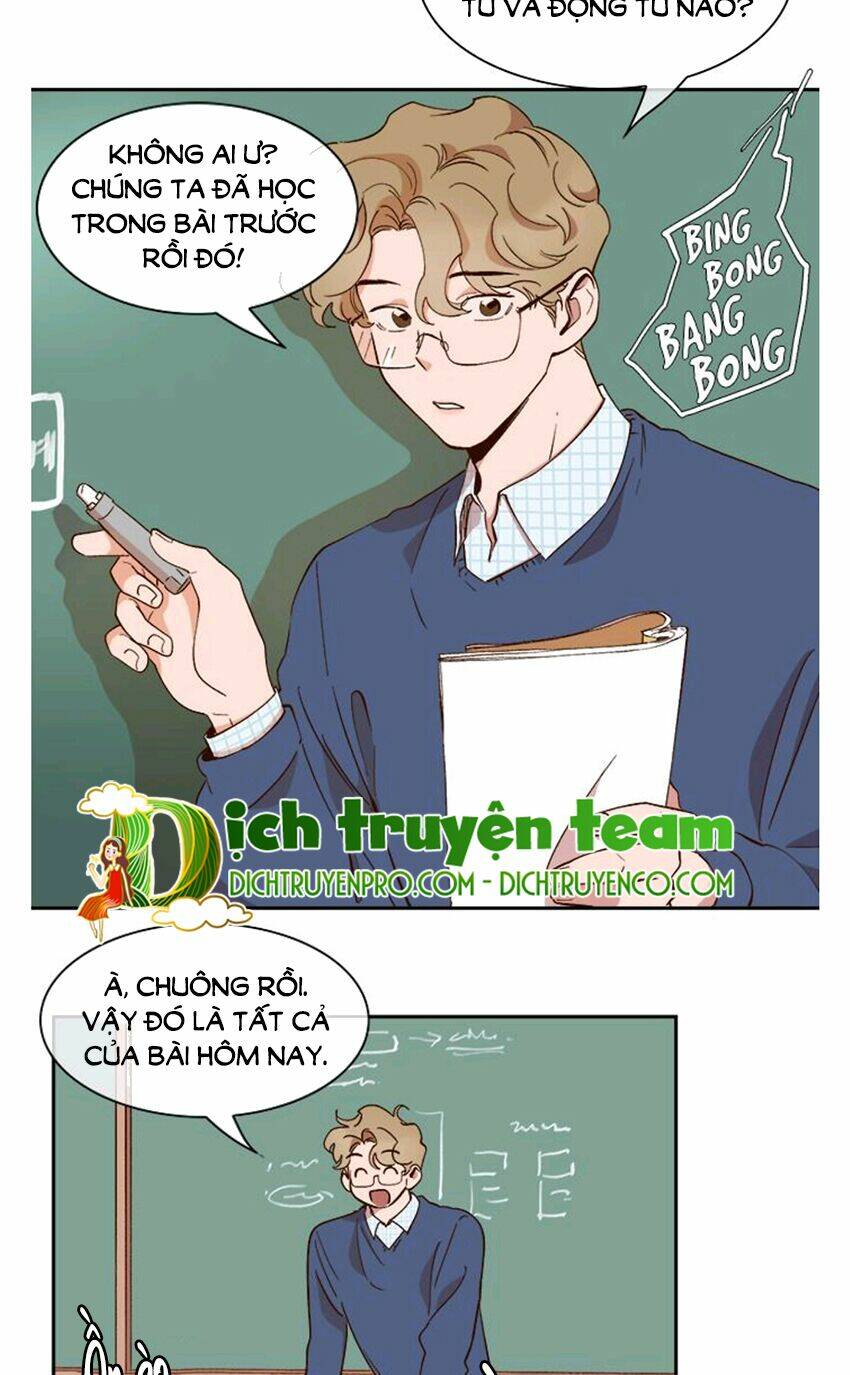 TỪ VÀ ĐỘNG TỪ NÀO?
KHÔNG AI Ư?
CHÚNG TA ĐÃ HỌC
TRONG BÀI TRƯỚC
RỒI ĐÓ!
BING
BONG
BANG
BONG
Dịch truyện team
DICHTRUYENPRO.COM - DICHTRUYENCO.COM
À, CHUÔNG RỒI.
VẬY ĐÓ LÀ TẤT CẢ
CỦA BÀI HÔM NAY.
ồn ào